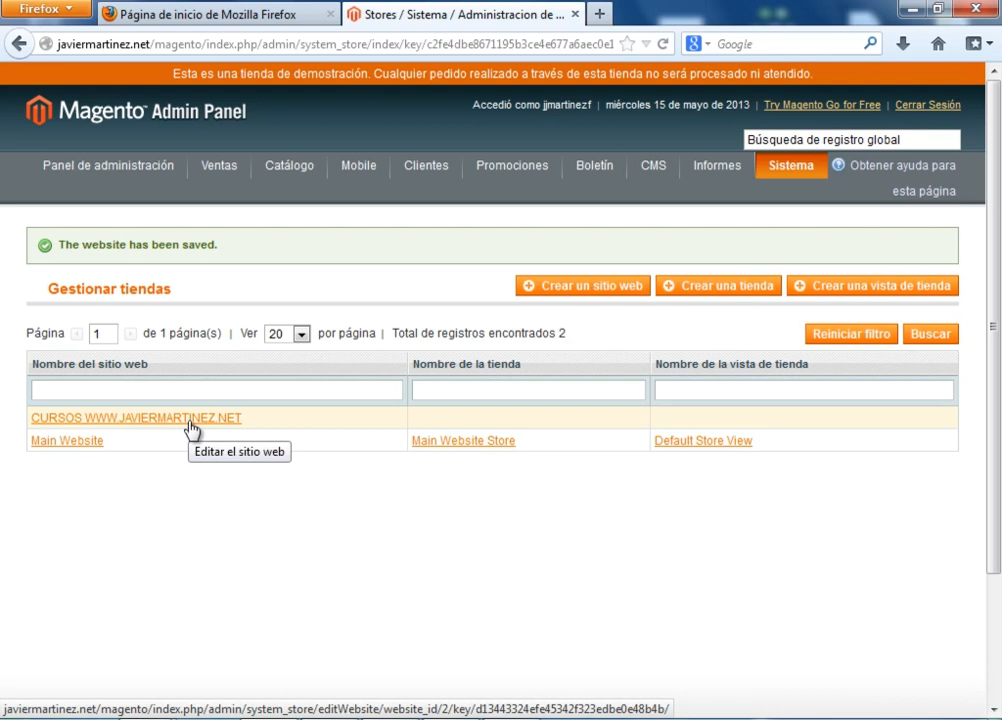 Firefox
Página de inicio de Mozilla Firefox
Stores / Sistema / Administracion de ...
javiermartinez.net/magento/index.php/admin/system_store/index/key/c2fe4dbe8671195b3ce4e677a6aec0e1
Google
Esta es una tienda de demostración. Cualquier pedido realizado a través de esta tienda no será procesado ni atendido.
Magento Admin Panel
Accedió como jjmartinezf | miércoles 15 de mayo de 2013 | Try Magento Go for Free | Cerrar Sesión
Búsqueda de registro global
Panel de administración Ventas Catálogo Mobile Clientes Promociones Boletín CMS Informes Sistema Obtener ayuda para
esta página
The website has been saved.
Gestionar tiendas
Crear un sitio web Crear una tienda Crear una vista de tienda
Página 1 de 1 página(s) | Ver 20 por página | Total de registros encontrados 2
Reiniciar filtro Buscar
Nombre del sitio web Nombre de la tienda Nombre de la vista de tienda
CURSOS WWW.JAVIERMARTINEZ.NET
Main Website Main Website Store Default Store View
Editar el sitio web
javiermartinez.net/magento/index.php/admin/system_store/editWebsite/website_id/2/key/d13443324efe45342f323edbe0e48b4b/